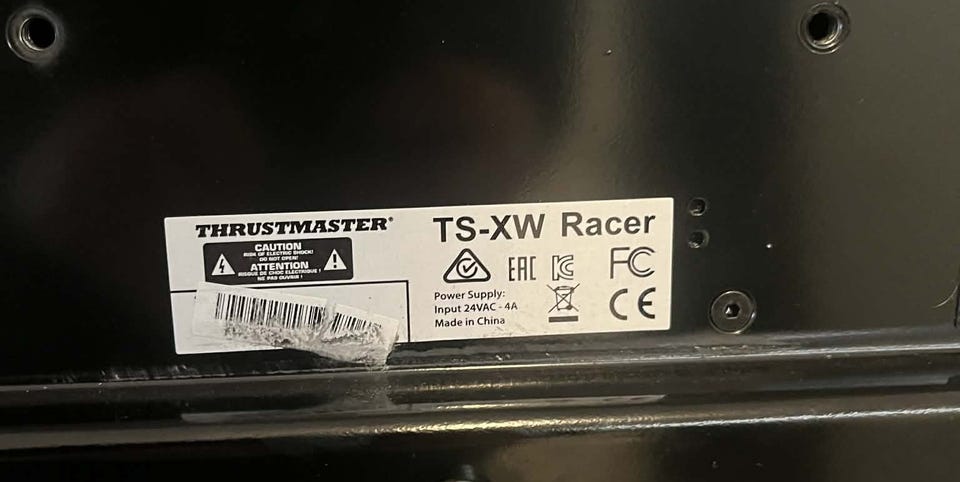 THRUSTMASTER®
CAUTION
RISK OF ELECTRIC SHOCK!
DO NOT OPEN!
ATTENTION
RISQUE DE CHOC ELECTRIQUE !
NE PAS OUVRIR !
TS-XW Racer
EAC KC FC
Power Supply:
Input 24VAC - 4A
Made in China
CE